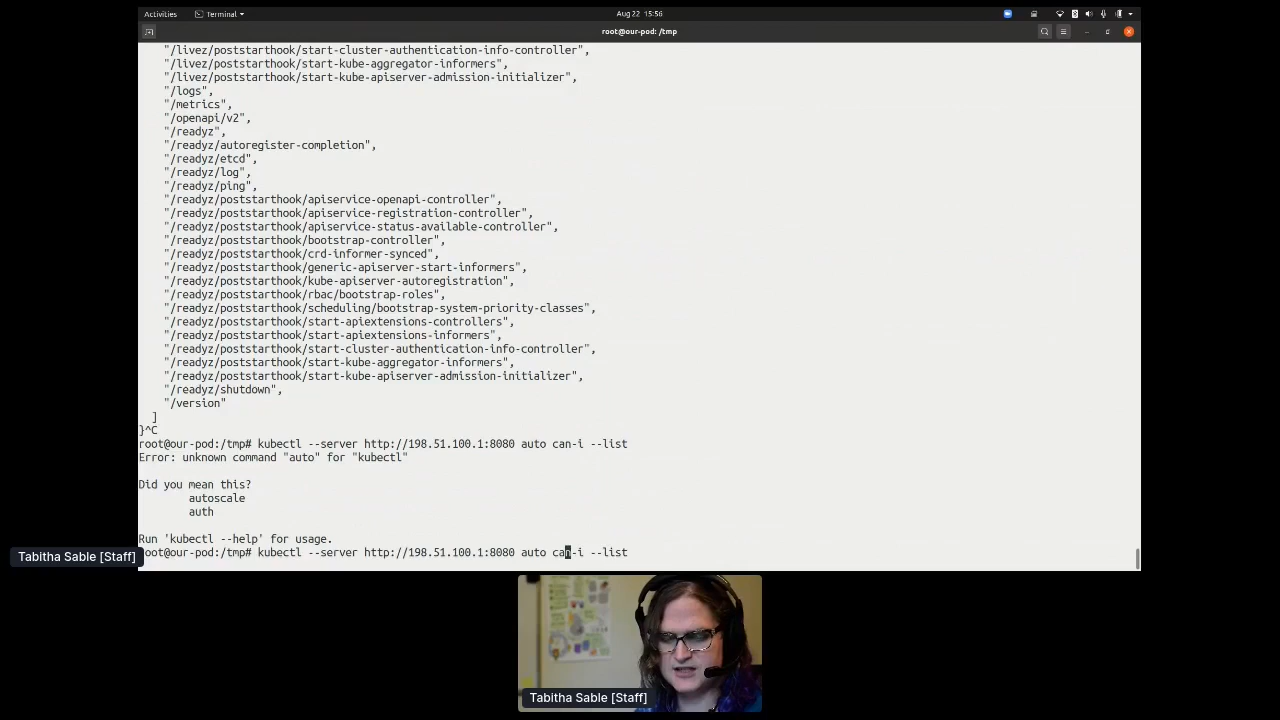 Activities
Terminal
Aug 22 15:56
root@our-pod: /tmp
"/livez/poststarthook/start-cluster-authentication-info-controller",
"/livez/poststarthook/start-kube-aggregator-informers",
"/livez/poststarthook/start-kube-apiserver-admission-initializer",
"/logs",
"/metrics",
"/openapi/v2",
"/readyz",
"/readyz/autoregister-completion",
"/readyz/etcd",
"/readyz/log",
"/readyz/ping",
"/readyz/poststarthook/apiservice-openapi-controller",
"/readyz/poststarthook/apiservice-registration-controller",
"/readyz/poststarthook/apiservice-status-available-controller",
"/readyz/poststarthook/bootstrap-controller",
"/readyz/poststarthook/crd-informer-synced",
"/readyz/poststarthook/generic-apiserver-start-informers",
"/readyz/poststarthook/kube-apiserver-autoregistration",
"/readyz/poststarthook/rbac/bootstrap-roles",
"/readyz/poststarthook/scheduling/bootstrap-system-priority-classes",
"/readyz/poststarthook/start-apiextensions-controllers",
"/readyz/poststarthook/start-apiextensions-informers",
"/readyz/poststarthook/start-cluster-authentication-info-controller",
"/readyz/poststarthook/start-kube-aggregator-informers",
"/readyz/poststarthook/start-kube-apiserver-admission-initializer",
"/readyz/shutdown",
"/version"
]
}^C
root@our-pod:/tmp# kubectl --server http://198.51.100.1:8080 auto can-i --list
Error: unknown command "auto" for "kubectl"
Did you mean this?
autoscale
auth
Run 'kubectl --help' for usage.
root@our-pod:/tmp# kubectl --server http://198.51.100.1:8080 auto can-i --list
Tabitha Sable [Staff]
Tabitha Sable [Staff]